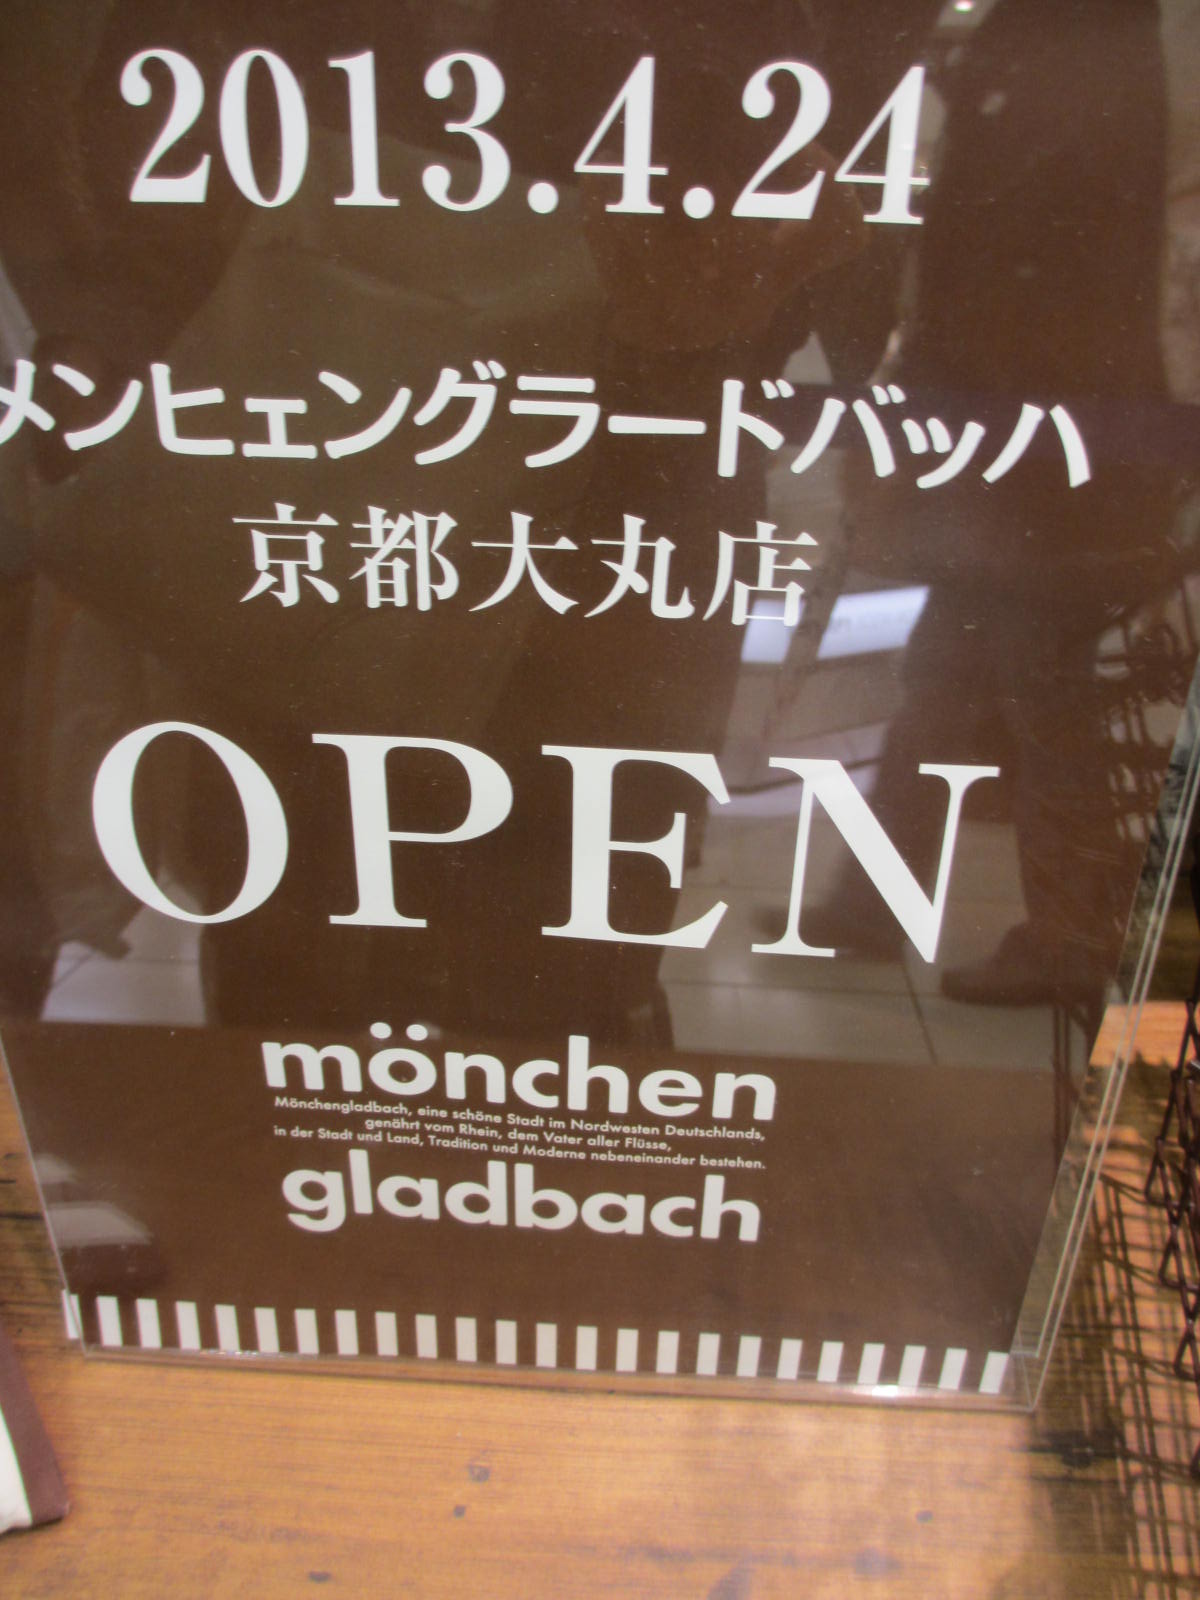 2013.4.24
メンヒェングラードバッハ
京都大丸店
OPEN
mönchen
Mönchengladbach, eine schöne Stadt im Nordwesten Deutschlands,
genährt vom Rhein, dem Vater aller Flüsse,
in der Stadt und Land, Tradition und Moderne nebeneinander bestehen.
gladbach